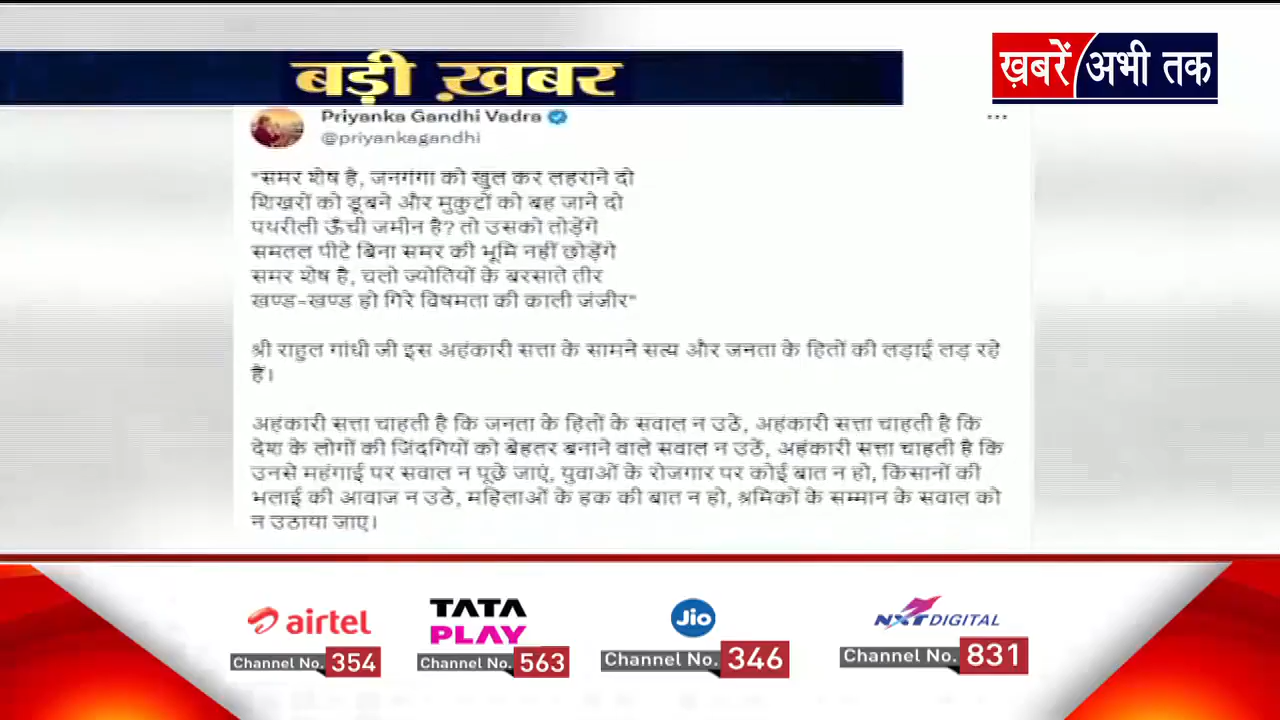 बड़ी ख़बर
ख़बरें अभी तक
Priyanka Gandhi Vadra
@priyankagandhi
"समर शेष है, जनगंगा को खुल कर लहराने दो
शिखरों को डूबने और मुकुटों को बह जाने दो
पथरीली ऊँची जमीन है? तो उसको तोड़ेंगे
समतल पीटे बिना समर की भूमि नहीं छोड़ेंगे
समर शेष है, चलो ज्योतियों के बरसाते तीर
खण्ड-खण्ड हो गिरे विषमता की काली जंजीर"
श्री राहुल गांधी जी इस अहंकारी सत्ता के सामने सत्य और जनता के हितों की लड़ाई लड़ रहे
हैं।
अहंकारी सत्ता चाहती है कि जनता के हितों के सवाल न उठें, अहंकारी सत्ता चाहती है कि
देश के लोगों की जिंदगियों को बेहतर बनाने वाले सवाल न उठें, अहंकारी सत्ता चाहती है कि
उनसे महंगाई पर सवाल न पूछे जाएं, युवाओं के रोजगार पर कोई बात न हो, किसानों की
भलाई की आवाज न उठे, महिलाओं के हक की बात न हो, श्रमिकों के सम्मान के सवाल को
न उठाया जाए।
airtel
Channel No. 354
TATA
PLAY
Channel No. 563
Jio
Channel No. 346
NXTDIGITAL
Channel No. 831